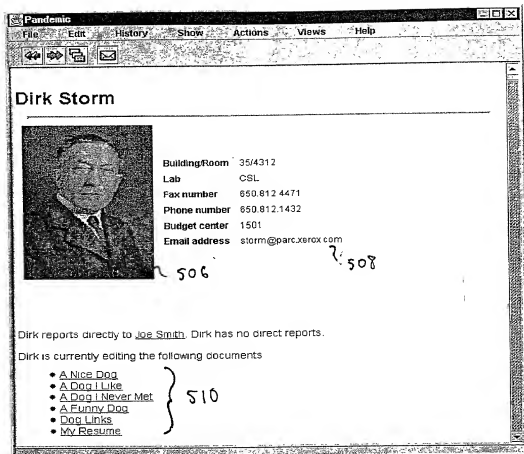 Pandemic
File Edit History Show Actions Views Help
Dirk Storm
Building/Room 35/4312
Lab CSL
Fax number 650.812.4471
Phone number 650.812.1432
Budget center 1501
Email address storm@parc.xerox.com
506
508
Dirk reports directly to Joe Smith. Dirk has no direct reports.
Dirk is currently editing the following documents
A Nice Dog
A Dog I Like
A Dog I Never Met
A Funny Dog
Dog Links
My Resume
510